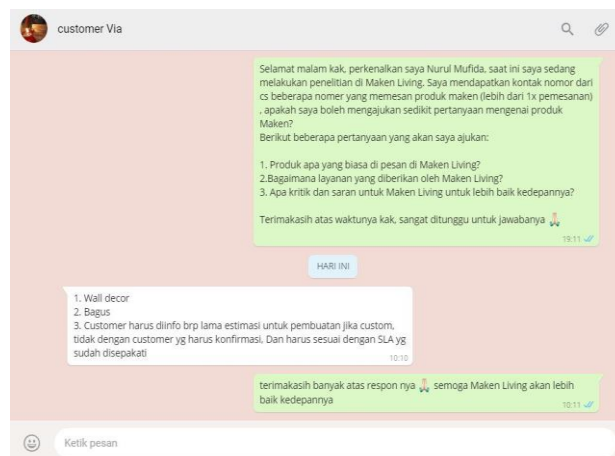 customer Via
Selamat malam kak, perkenalkan saya Nurul Mufida, saat ini saya sedang
melakukan penelitian di Maken Living. Saya mendapatkan kontak nomor dari
cs beberapa nomer yang memesan produk maken (lebih dari 1x pemesanan)
, apakah saya boleh mengajukan sedikit pertanyaan mengenai produk
Maken?
Berikut beberapa pertanyaan yang akan saya ajukan:
1. Produk apa yang biasa di pesan di Maken Living?
2.Bagaimana layanan yang diberikan oleh Maken Living?
3. Apa kritik dan saran untuk Maken Living untuk lebih baik kedepannya?
Terimakasih atas waktunya kak, sangat ditunggu untuk jawabanya 🙏🏻
19:11
HARI INI
1. Wall decor
2. Bagus
3. Customer harus diinfo brp lama estimasi untuk pembuatan jika custom,
tidak dengan customer yg harus konfirmasi, Dan harus sesuai dengan SLA yg
sudah disepakati
10:10
terimakasih banyak atas respon nya 🙏🏻 semoga Maken Living akan lebih
baik kedepannya
10:11
Ketik pesan